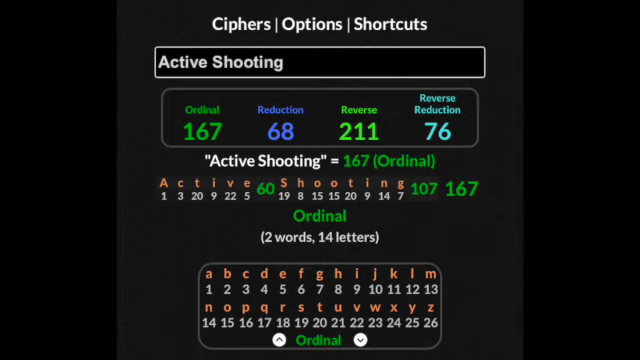 Ciphers | Options | Shortcuts
Active Shooting
Ordinal Reduction Reverse Reverse Reduction
167 68 211 76
"Active Shooting" = 167 (Ordinal)
A c t i v e 60 S h o o t i n g 107 167
1 3 20 9 22 5 19 8 15 15 20 9 14 7
Ordinal
(2 words, 14 letters)
a b c d e f g h i j k l m
1 2 3 4 5 6 7 8 9 10 11 12 13
n o p q r s t u v w x y z
14 15 16 17 18 19 20 21 22 23 24 25 26
Ordinal